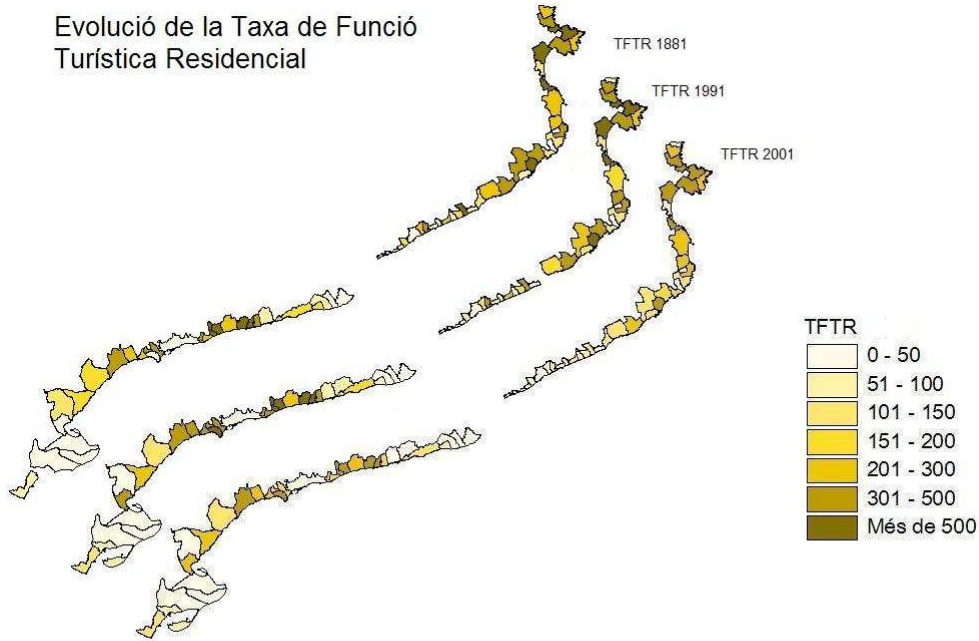 Evolució de la Taxa de Funció
Turística Residencial
TFTR 1881
TFTR 1991
TFTR 2001
TFTR
0 - 50
51 - 100
101 - 150
151 - 200
201 - 300
301 - 500
Més de 500